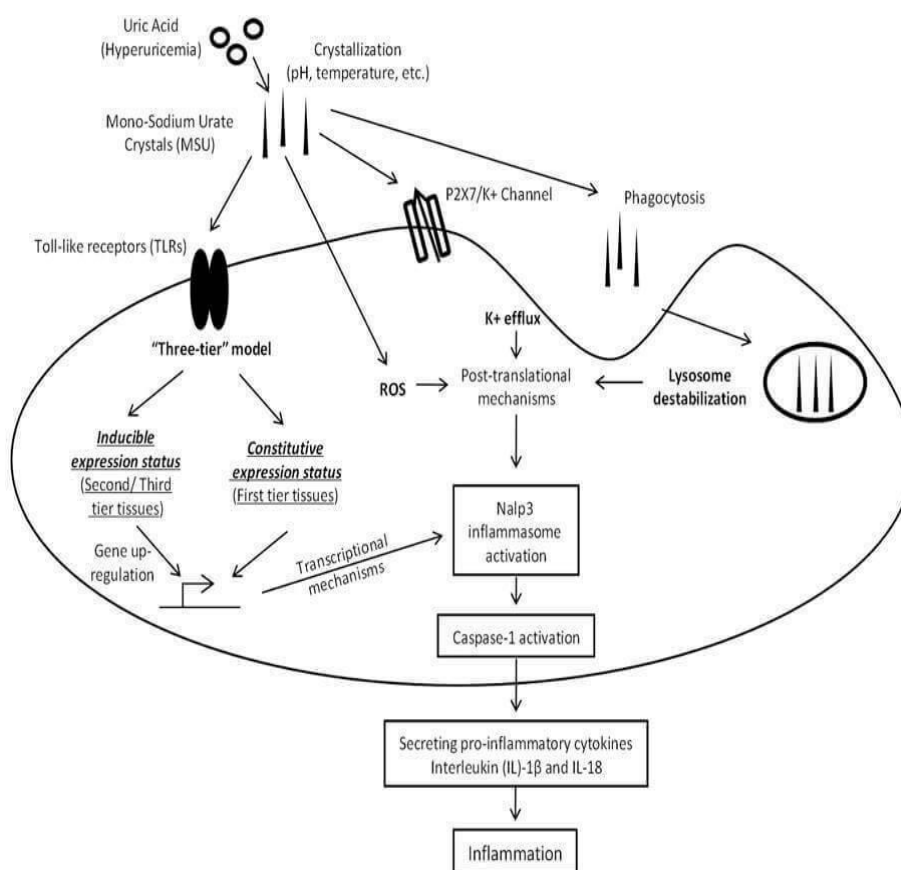 Uric Acid
(Hyperuricemia)
Crystallization
(pH, temperature, etc.)
Mono-Sodium Urate
Crystals (MSU)
P2X7/K+ Channel
Phagocytosis
Toll-like receptors (TLRs)
K+ efflux
"Three-tier" model
ROS
Post-translational
mechanisms
Lysosome
destabilization
Inducible
expression status
(Second/ Third
tier tissues)
Constitutive
expression status
(First tier tissues)
Gene up-
regulation
Transcriptional
mechanisms
Nalp3
inflammasome
activation
Caspase-1 activation
Secreting pro-inflammatory cytokines
Interleukin (IL)-1β and IL-18
Inflammation